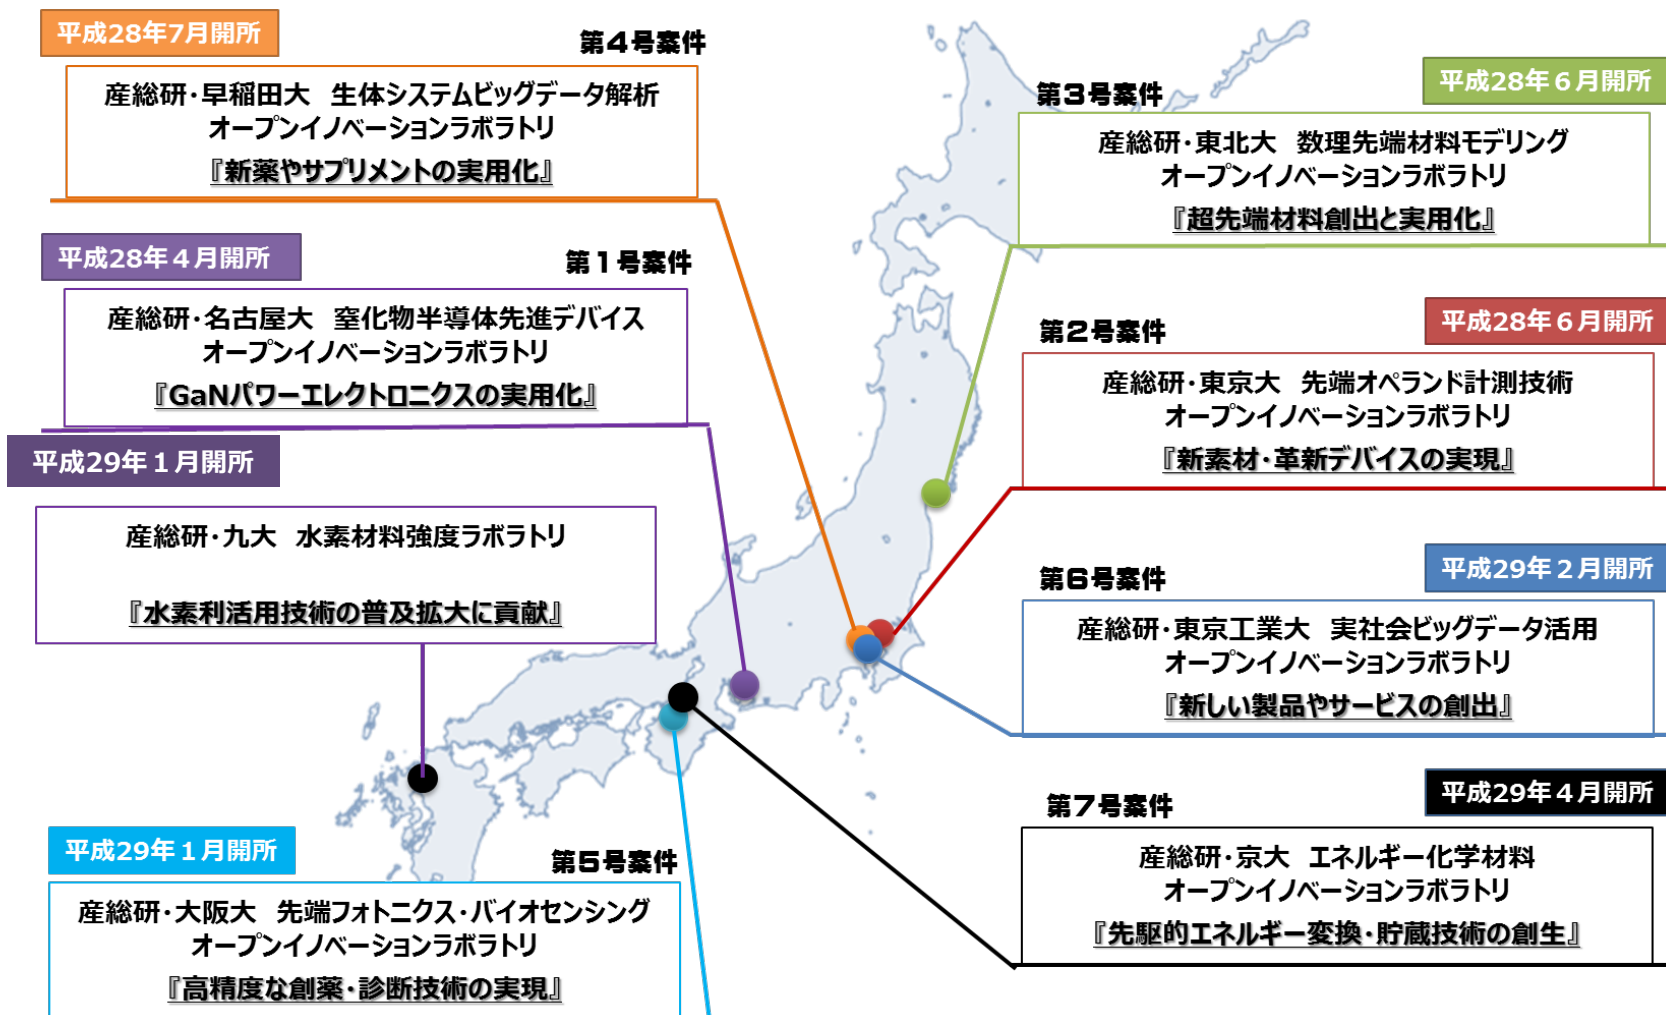 平成28年7月開所
第4号案件
産総研・早稲田大 生体システムビッグデータ解析
オープンイノベーションラボラトリ
『新薬やサプリメントの実用化』
平成28年４月開所
第１号案件
産総研・名古屋大 窒化物半導体先進デバイス
オープンイノベーションラボラトリ
『GaNパワーエレクトロニクスの実用化』
平成29年１月開所
産総研・九大 水素材料強度ラボラトリ
『水素利活用技術の普及拡大に貢献』
平成29年１月開所
第5号案件
産総研・大阪大 先端フォトニクス・バイオセンシング
オープンイノベーションラボラトリ
『高精度な創薬・診断技術の実現』
平成28年６月開所
第3号案件
産総研・東北大 数理先端材料モデリング
オープンイノベーションラボラトリ
『超先端材料創出と実用化』
平成28年６月開所
第2号案件
産総研・東京大 先端オペランド計測技術
オープンイノベーションラボラトリ
『新素材・革新デバイスの実現』
平成29年２月開所
第6号案件
産総研・東京工業大 実社会ビッグデータ活用
オープンイノベーションラボラトリ
『新しい製品やサービスの創出』
平成29年４月開所
第7号案件
産総研・京大 エネルギー化学材料
オープンイノベーションラボラトリ
『先駆的エネルギー変換・貯蔵技術の創生』